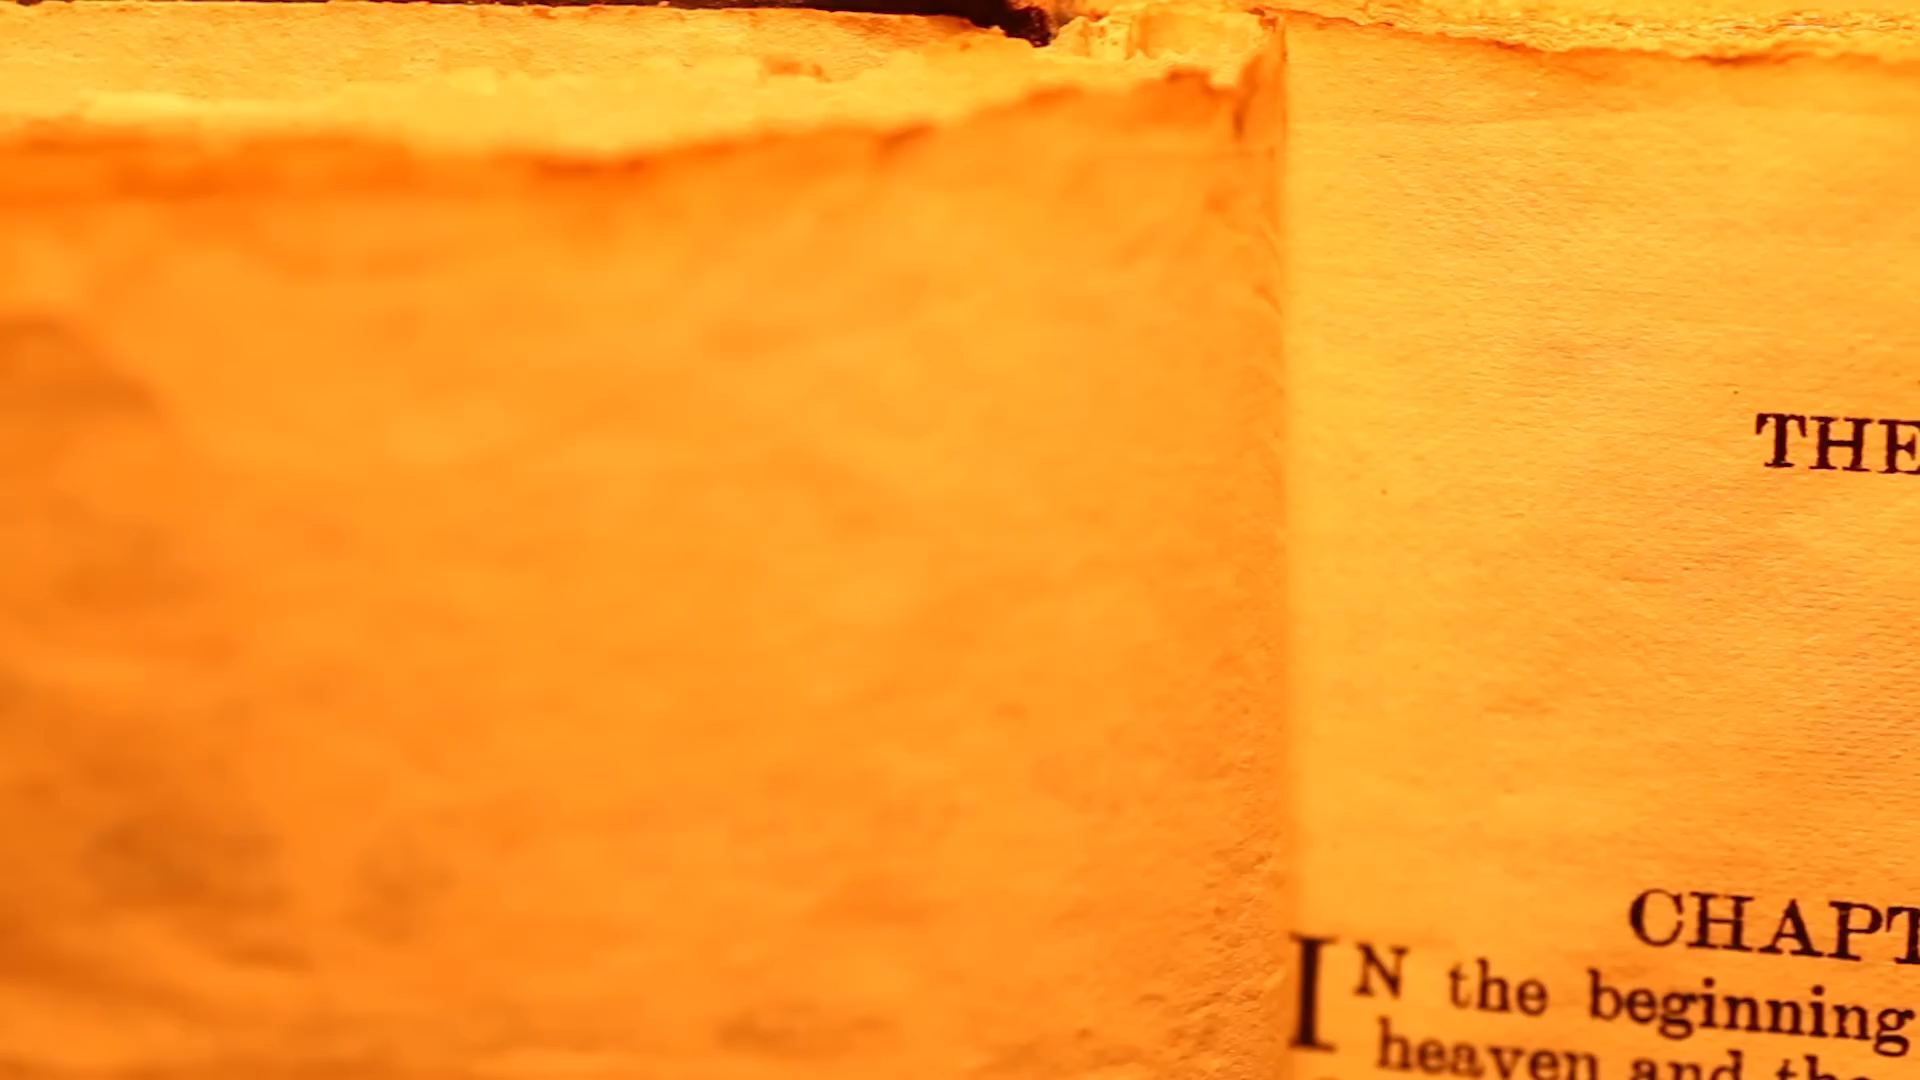 THE
CHAPT
IN the beginning
heaven and the